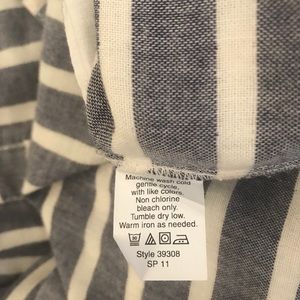 Machine wash cold
gentle cycle,
with like colors.
Non chlorine
bleach only.
Tumble dry low.
Warm iron as needed.
Style 39308
SP 11